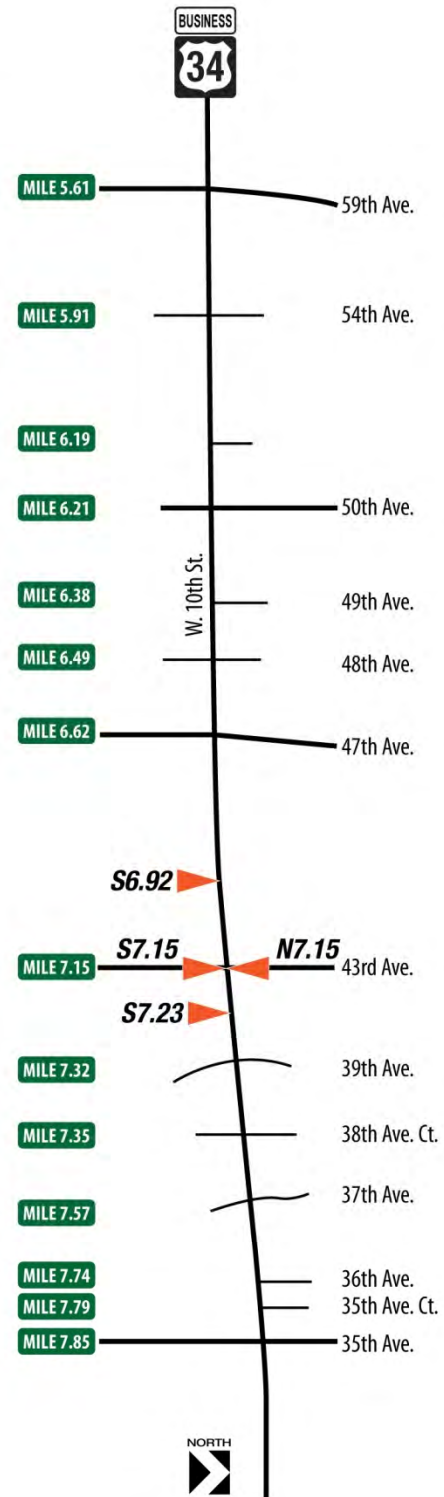 BUSINESS
34
MILE 5.61
59th Ave.
MILE 5.91
54th Ave.
MILE 6.19
MILE 6.21
50th Ave.
W. 10th St.
MILE 6.38
49th Ave.
MILE 6.49
48th Ave.
MILE 6.62
47th Ave.
S6.92
S7.15
N7.15
MILE 7.15
43rd Ave.
S7.23
MILE 7.32
39th Ave.
MILE 7.35
38th Ave. Ct.
MILE 7.57
37th Ave.
MILE 7.74
36th Ave.
MILE 7.79
35th Ave. Ct.
MILE 7.85
35th Ave.
NORTH